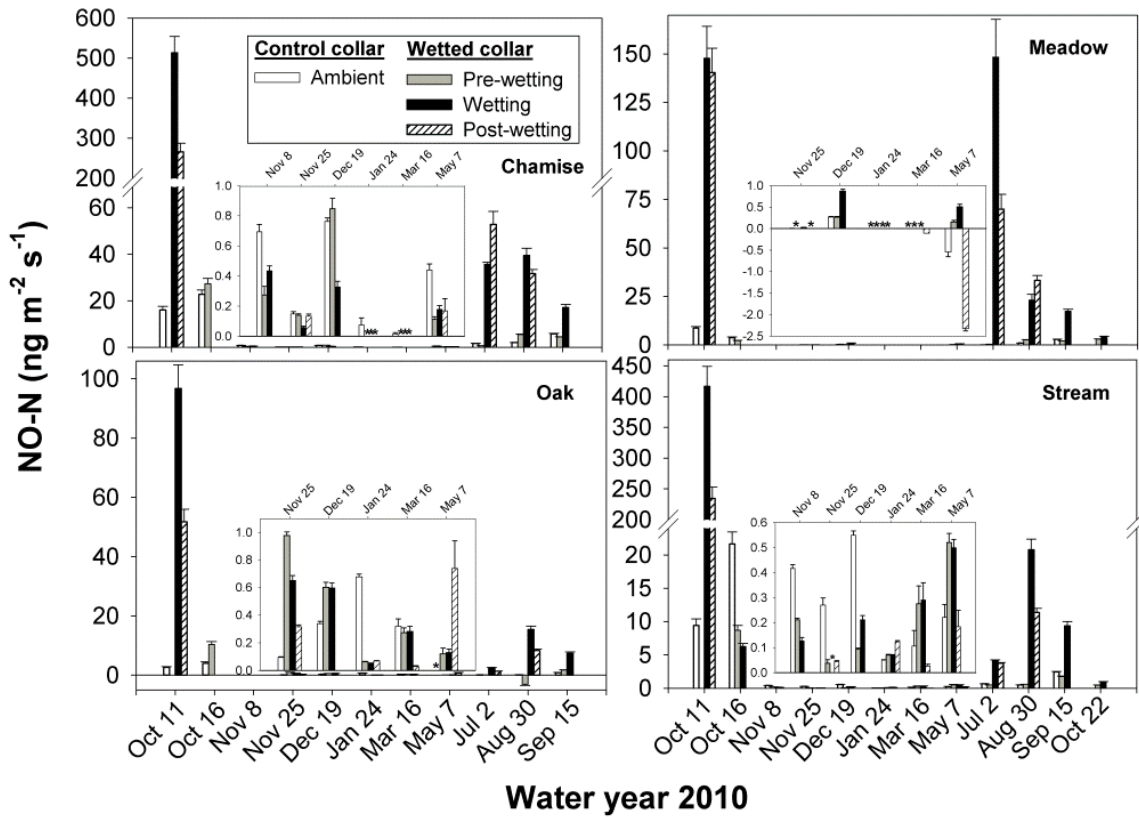 NO-N (ng m-2 s-1)
600
500
400
300
200
60
40
20
0
Control collar
Ambient
Wetted collar
Pre-wetting
Wetting
Post-wetting
Chamise
Nov 8
Nov 25
Dec 19
Jan 24
Mar 16
May 7
1.0
0.8
0.6
0.4
0.2
0.0
***
***
Meadow
150
125
100
75
50
25
0
Nov 25
Dec 19
Jan 24
Mar 16
May 7
1.0
0.5
0.0
-0.5
-1.0
-1.5
-2.0
-2.5
* *
****
***
Oak
100
80
60
40
20
0
Nov 25
Dec 19
Jan 24
Mar 16
May 7
1.0
0.8
0.6
0.4
0.2
0.0
*
Oct 11
Oct 16
Nov 8
Nov 25
Dec 19
Jan 24
Mar 16
May 7
Jul 2
Aug 30
Sep 15
Stream
450
400
350
300
250
200
20
15
10
5
0
Nov 8
Nov 25
Dec 19
Jan 24
Mar 16
May 7
0.6
0.5
0.4
0.3
0.2
0.1
0.0
*
Oct 11
Oct 16
Nov 8
Nov 25
Dec 19
Jan 24
Mar 16
May 7
Jul 2
Aug 30
Sep 15
Oct 22
Water year 2010